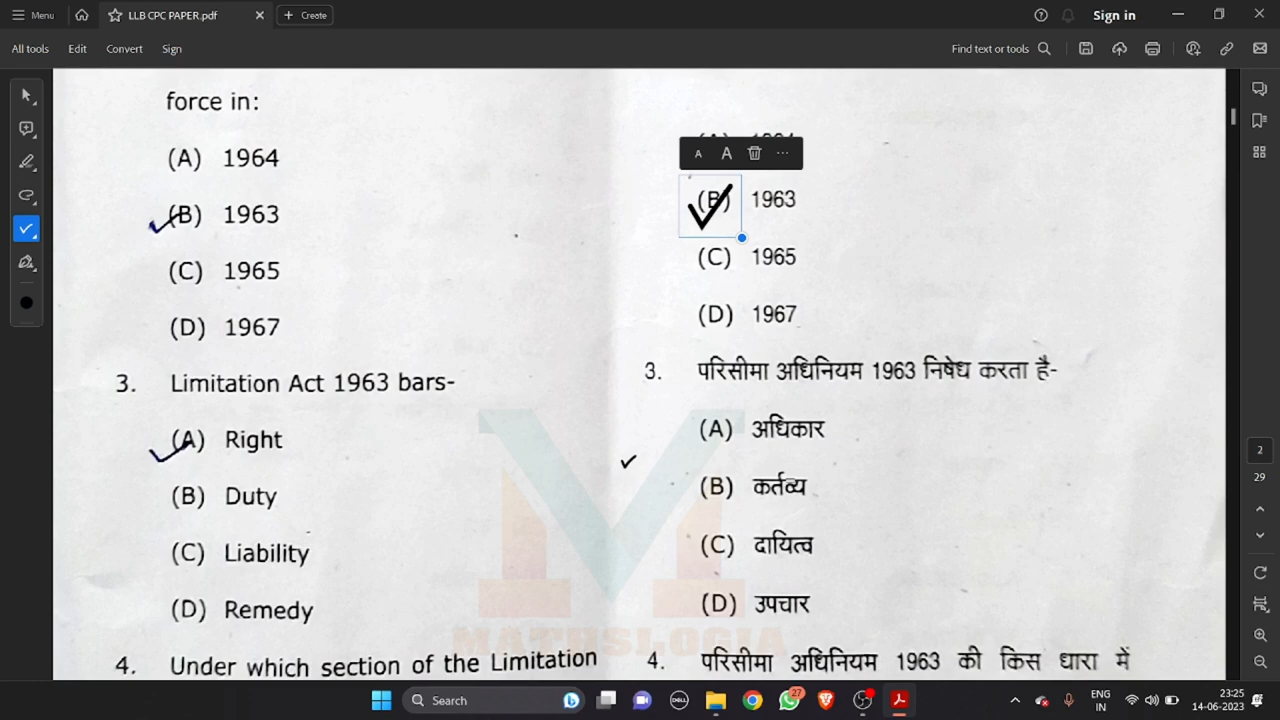 Menu
LLB CPC PAPER.pdf
Create
Sign in
All tools Edit Convert Sign
Find text or tools
force in:
(A) 1964
(B) 1963
(C) 1965
(D) 1967
3. Limitation Act 1963 bars-
(A) Right
(B) Duty
(C) Liability
(D) Remedy
4. Under which section of the Limitation
A A ...
(B) 1963
(C) 1965
(D) 1967
3. परिसीमा अधिनियम 1963 निषेध करता है-
(A) अधिकार
(B) कर्तव्य
(C) दायित्व
(D) उपचार
4. परिसीमा अधिनियम 1963 की किस धारा में
MATHSLOGIA
2
29
Search
DELL
27
ENG
IN
23:25
14-06-2023